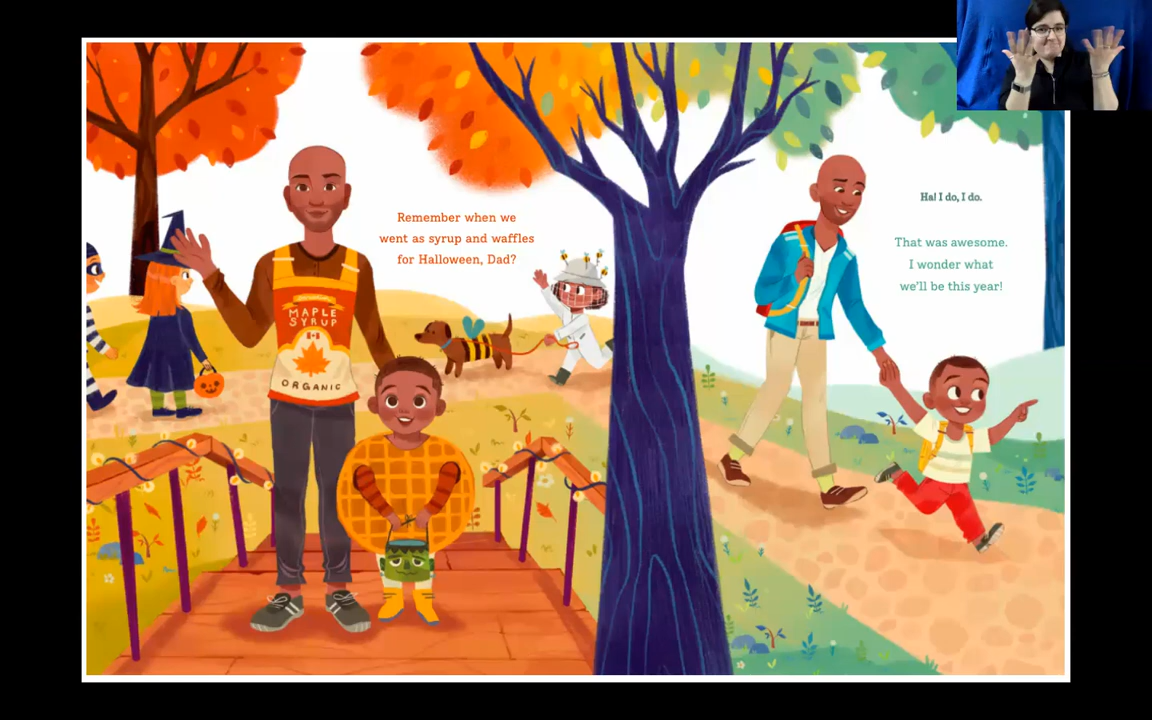 Remember when we
went as syrup and waffles
for Halloween, Dad?
MAPLE
SYRUP
ORGANIC
Ha! I do, I do.
That was awesome.
I wonder what
we'll be this year!